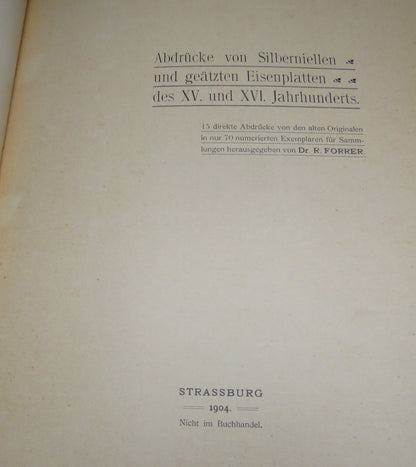 Abdrücke von Silberniellen
und geätzten Eisenplatten
des XV. und XVI. Jahrhunderts.
15 direkte Abdrücke von den alten Originalen
in nur 70 numerierten Exemplaren für Samm-
lungen herausgegeben von Dr. R. FORRER.
STRASSBURG
1904.
Nicht im Buchhandel.